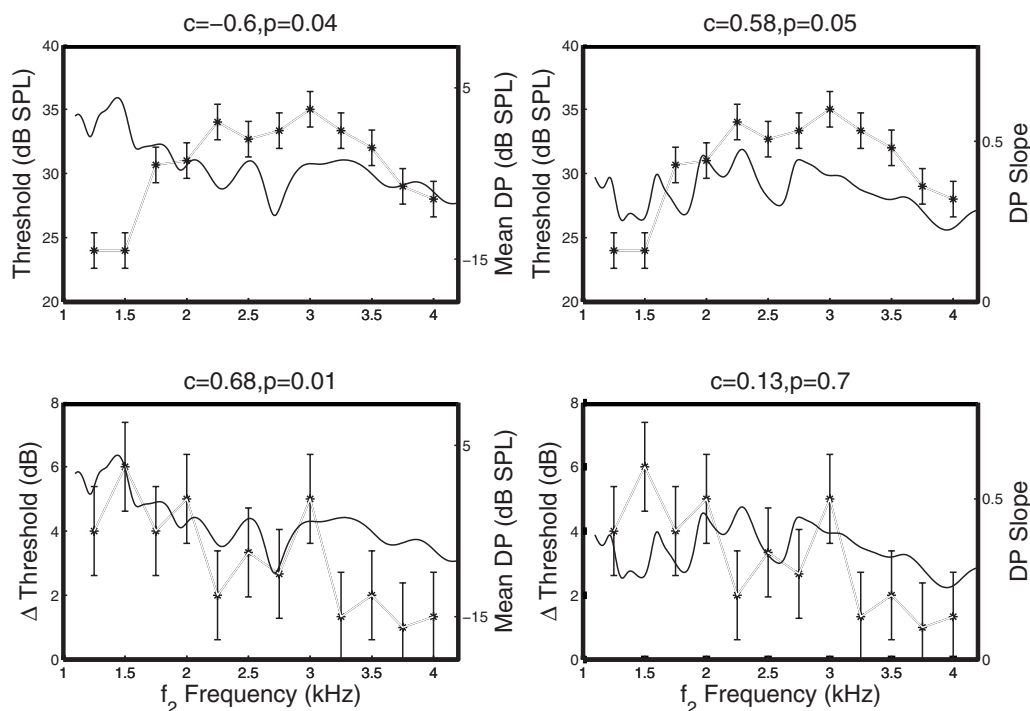 c=−0.6,p=0.04
40
35
30
25
20
Threshold (dB SPL)
5
−15
Mean DP (dB SPL)
1 1.5 2 2.5 3 3.5 4
c=0.58,p=0.05
40
35
30
25
20
Threshold (dB SPL)
0.5
0
DP Slope
1 1.5 2 2.5 3 3.5 4
c=0.68,p=0.01
8
6
4
2
0
Δ Threshold (dB)
5
−15
Mean DP (dB SPL)
1 1.5 2 2.5 3 3.5 4
f2 Frequency (kHz)
c=0.13,p=0.7
8
6
4
2
0
Δ Threshold (dB)
0.5
0
DP Slope
1 1.5 2 2.5 3 3.5 4
f2 Frequency (kHz)